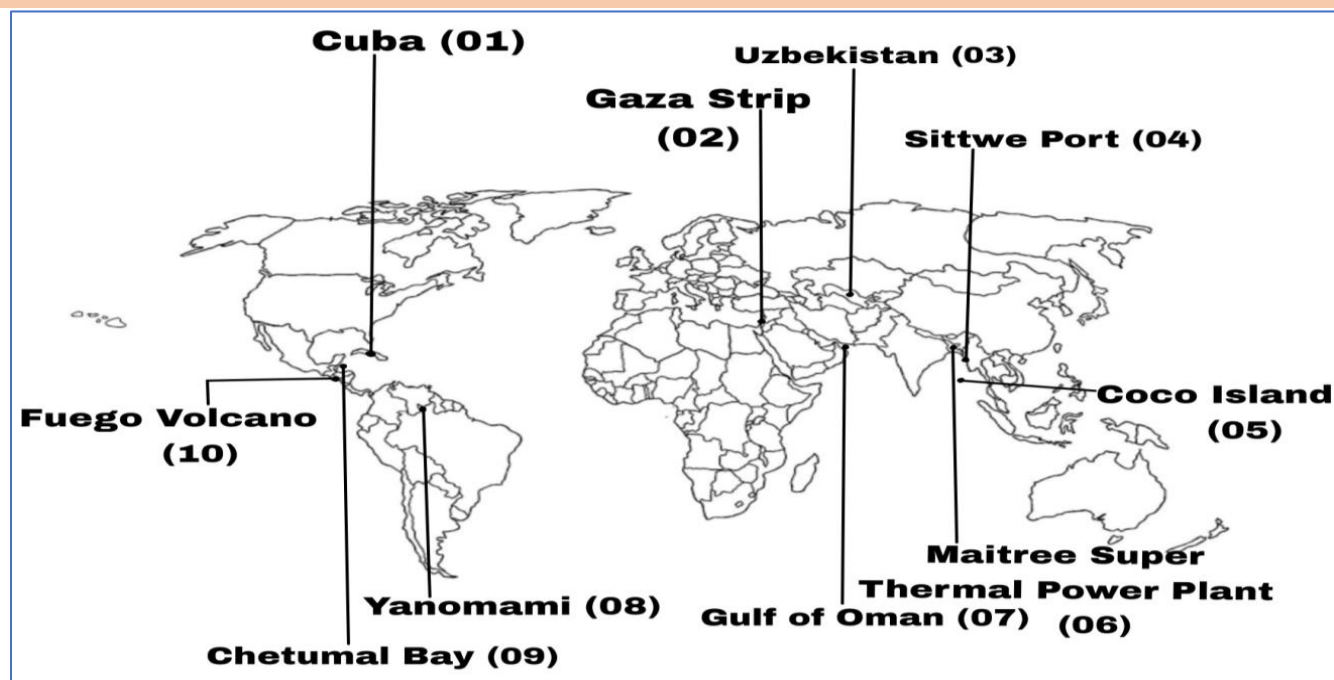 Cuba (01)
Uzbekistan (03)
Gaza Strip
(02)
Sittwe Port (04)
Coco Island
(05)
Fuego Volcano
(10)
Maitree Super
Thermal Power Plant
(06)
Yanomami (08)
Gulf of Oman (07)
Chetumal Bay (09)